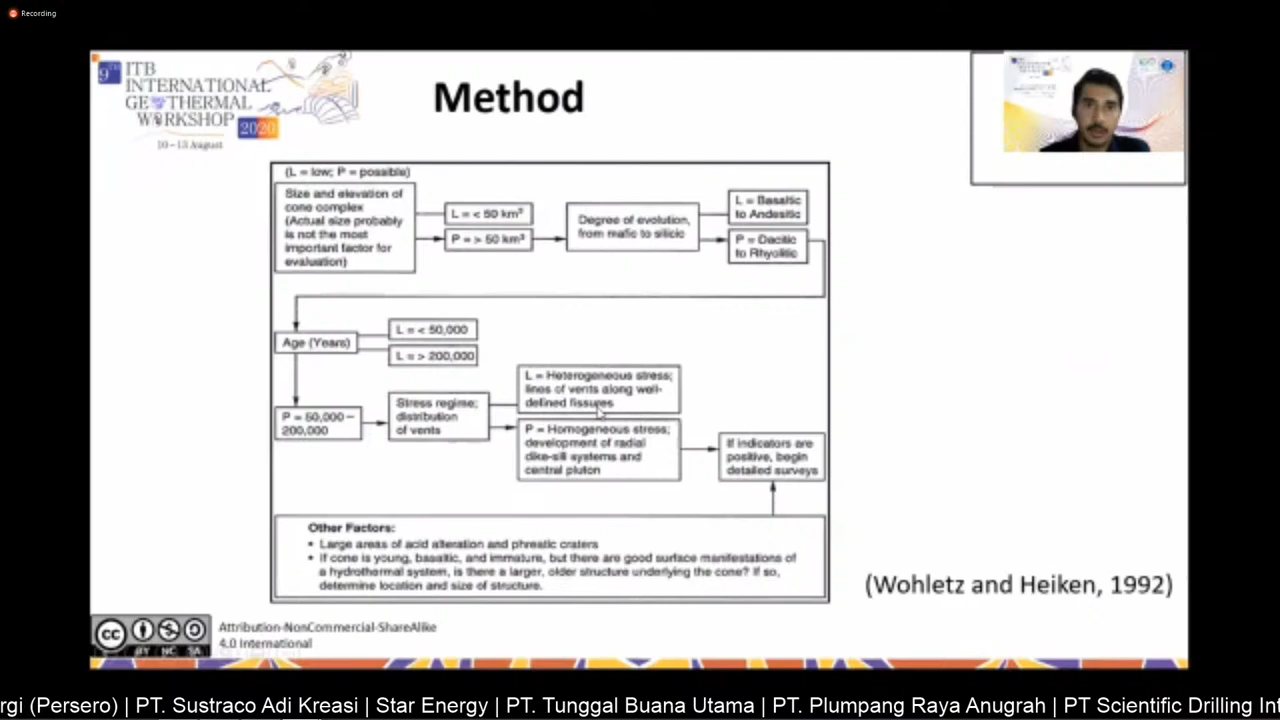 Recording
9TH ITB
INTERNATIONAL
GEOTHERMAL
WORKSHOP
2020
10-13 August
Method
(L = low; P = possible)
Size and elevation of
cone complex
(Actual size probably
is not the most
important factor for
evaluation)
L = < 50 km³
P = > 50 km³
Degree of evolution,
from mafic to silicic
L = Basaltic
to Andesitic
P = Dacitic
to Rhyolitic
Age (Years)
L = < 50,000
L = > 200,000
P = 50,000–
200,000
Stress regime;
distribution
of vents
L = Heterogeneous stress;
lines of vents along well-
defined fissures
P = Homogeneous stress;
development of radial
dike-sill systems and
central pluton
If indicators are
positive, begin
detailed surveys
Other Factors:
• Large areas of acid alteration and phreatic craters
• If cone is young, basaltic, and immature, but there are good surface manifestations of
a hydrothermal system, is there a larger, older structure underlying the cone? If so,
determine location and size of structure.
(Wohletz and Heiken, 1992)
cc
BY NC SA
Attribution-NonCommercial-ShareAlike
4.0 International
rgi (Persero) | PT. Sustraco Adi Kreasi | Star Energy | PT. Tunggal Buana Utama | PT. Plumpang Raya Anugrah | PT Scientific Drilling In